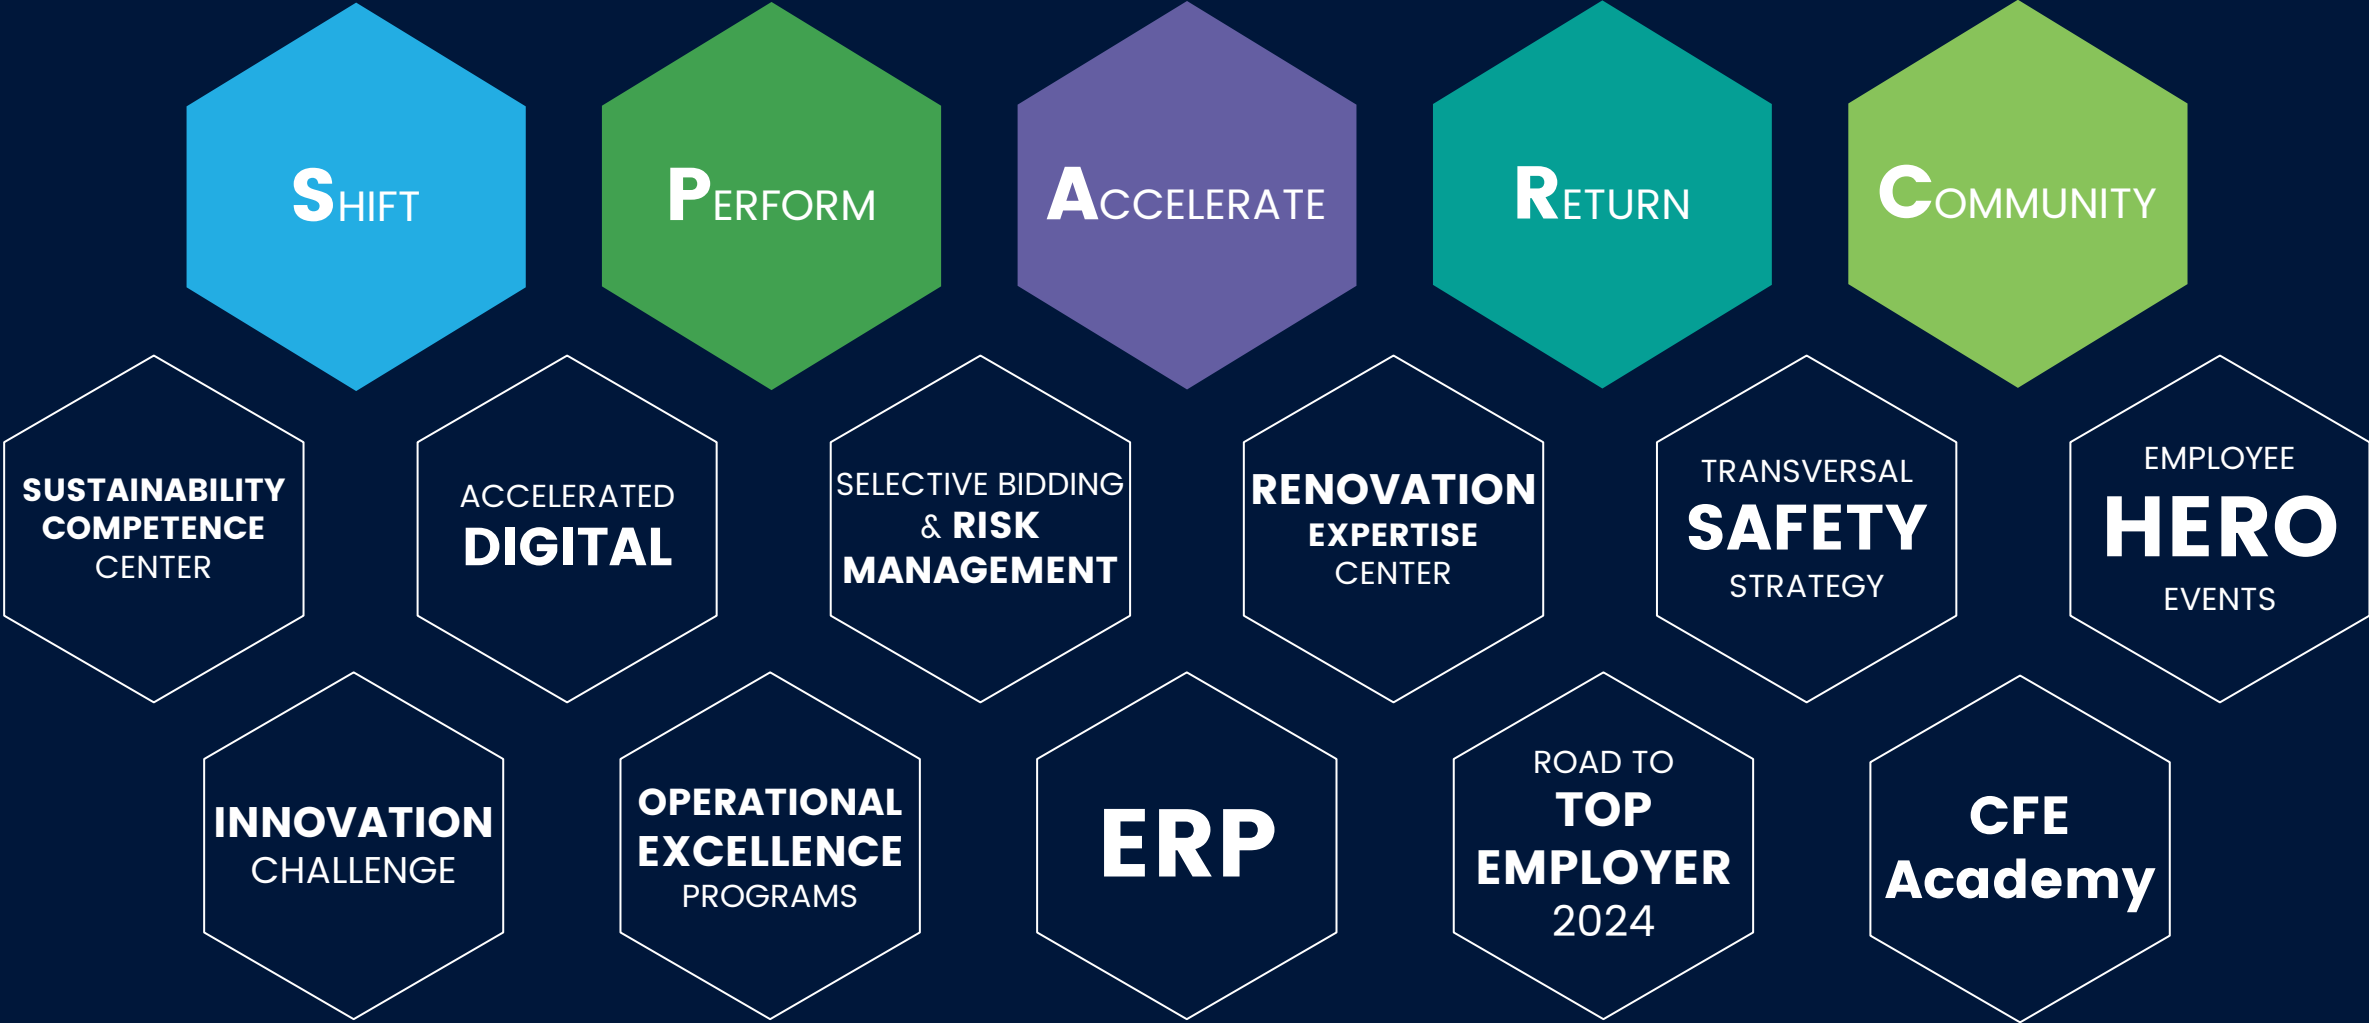 SHIFT
PERFORM
ACCELERATE
RETURN
COMMUNITY
SUSTAINABILITY
COMPETENCE
CENTER
ACCELERATED
DIGITAL
SELECTIVE BIDDING
& RISK
MANAGEMENT
RENOVATION
EXPERTISE
CENTER
TRANSVERSAL
SAFETY
STRATEGY
EMPLOYEE
HERO
EVENTS
INNOVATION
CHALLENGE
OPERATIONAL
EXCELLENCE
PROGRAMS
ERP
ROAD TO
TOP
EMPLOYER
2024
CFE
Academy